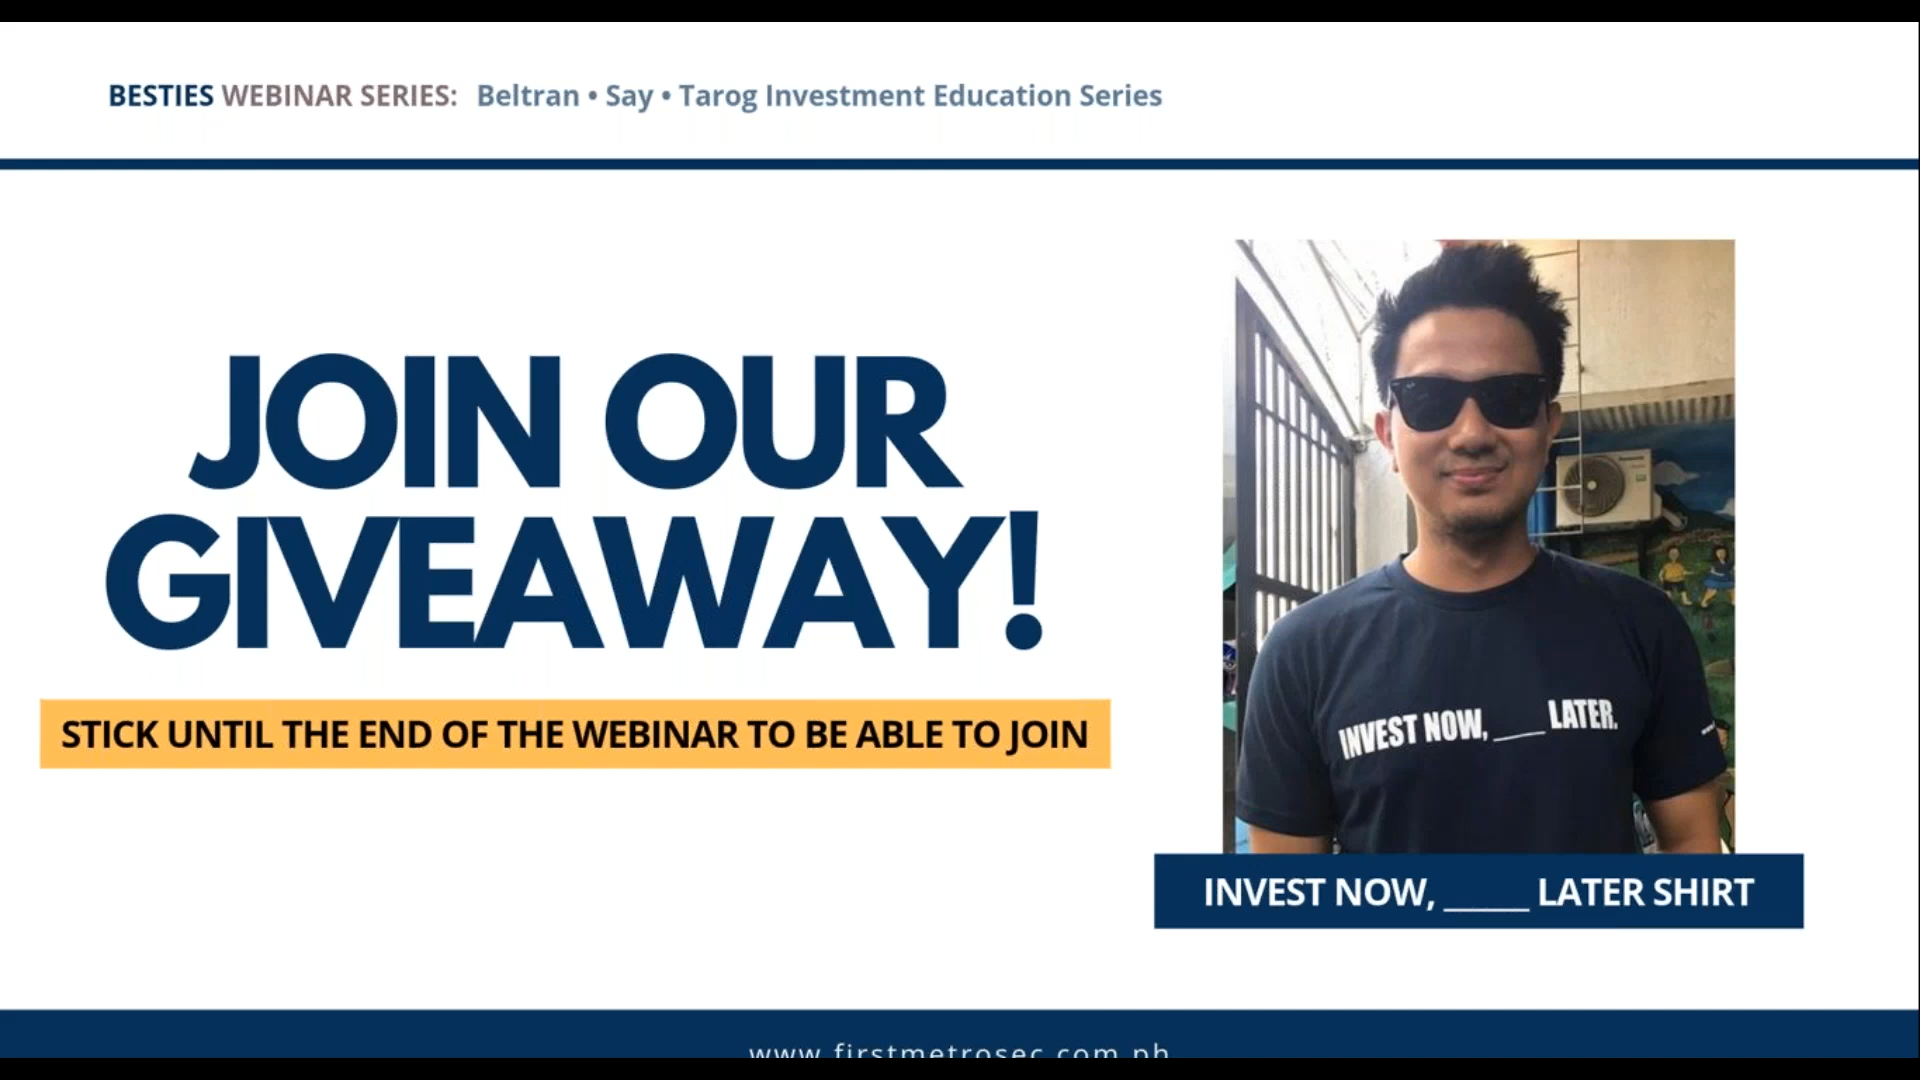 BESTIES WEBINAR SERIES: Beltran • Say • Tarog Investment Education Series
JOIN OUR
GIVEAWAY!
STICK UNTIL THE END OF THE WEBINAR TO BE ABLE TO JOIN
INVEST NOW, ____ LATER.
INVEST NOW, _____ LATER SHIRT
www.firstmetrosec.com.ph